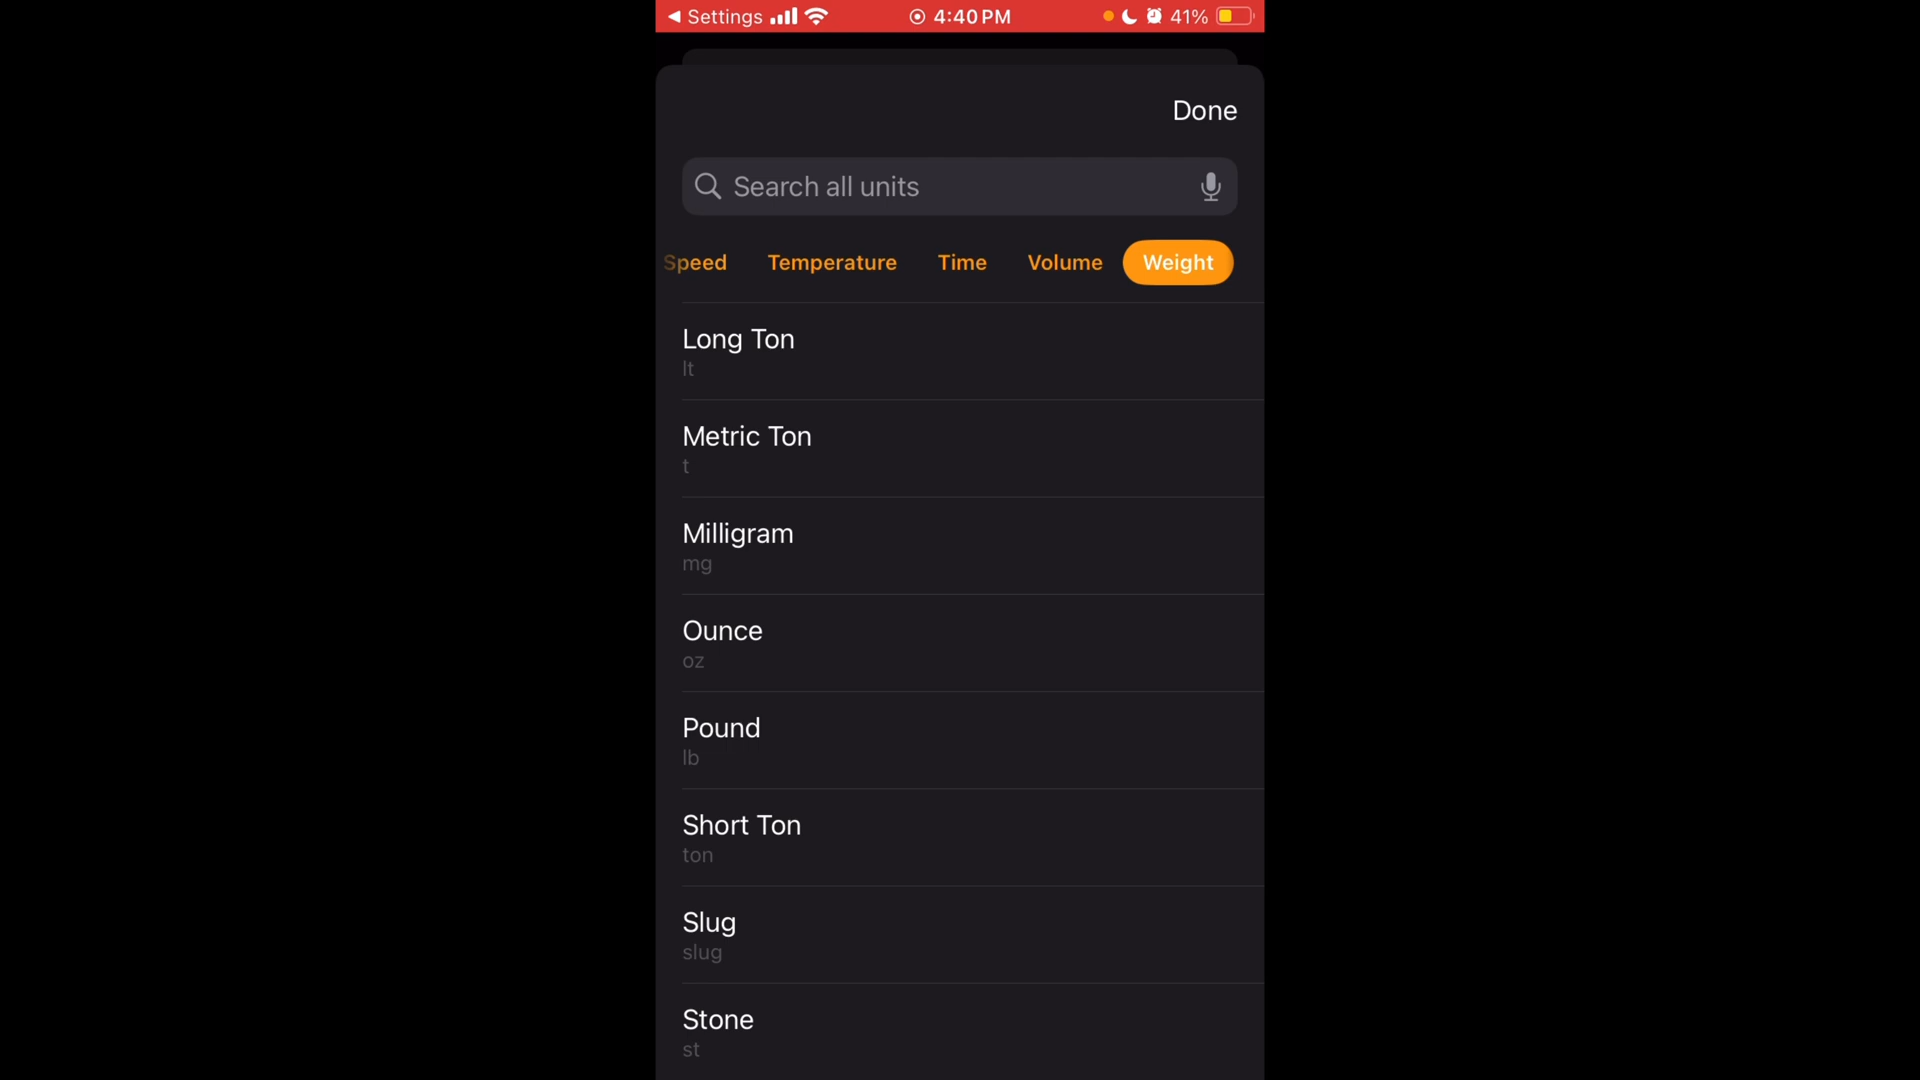 ◀ Settings 4:40 PM 41%
Done
Search all units
Speed Temperature Time Volume Weight
Long Ton
lt
Metric Ton
t
Milligram
mg
Ounce
oz
Pound
lb
Short Ton
ton
Slug
slug
Stone
st